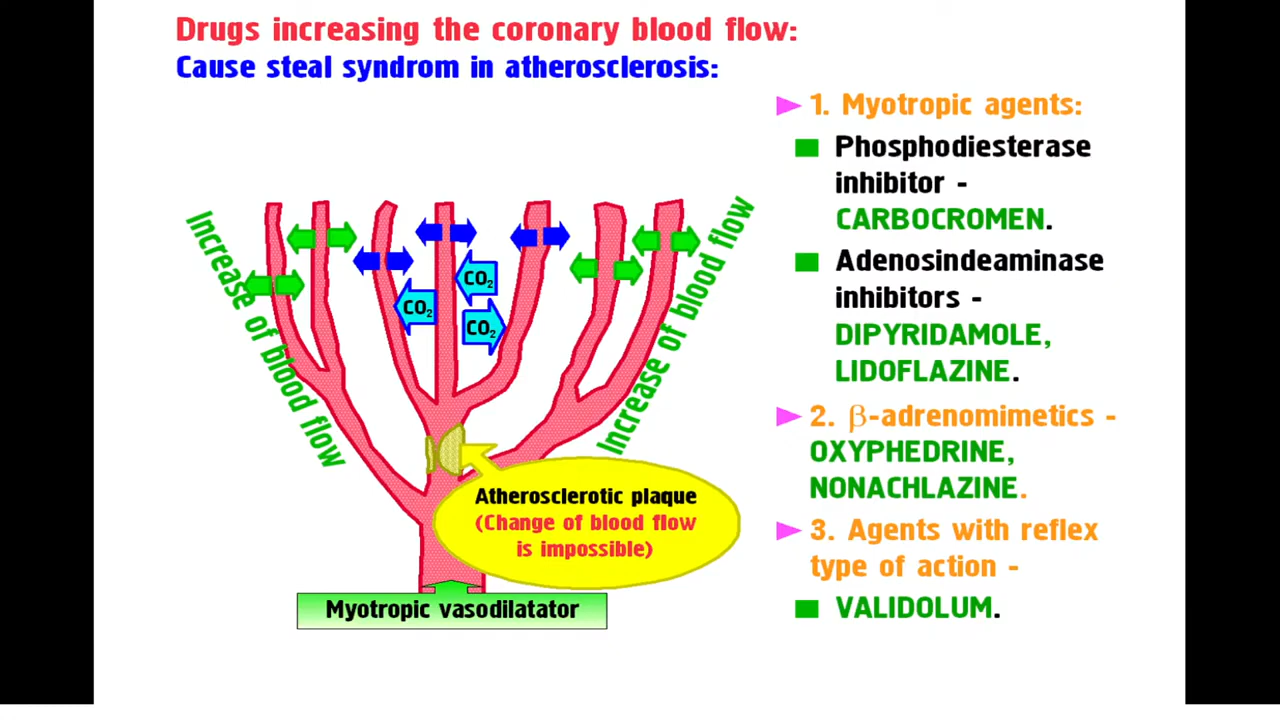 Drugs increasing the coronary blood flow:
Cause steal syndrom in atherosclerosis:
► 1. Myotropic agents:
Phosphodiesterase
inhibitor -
CARBOCROMEN.
Adenosindeaminase
inhibitors -
DIPYRIDAMOLE,
LIDOFLAZINE.
► 2. β-adrenomimetics -
OXYPHEDRINE,
NONACHLAZINE.
► 3. Agents with reflex
type of action -
VALIDOLUM.
Increase of blood flow
CO₂
CO₂
CO₂
Increase of blood flow
Atherosclerotic plaque
(Change of blood flow
is impossible)
Myotropic vasodilatator